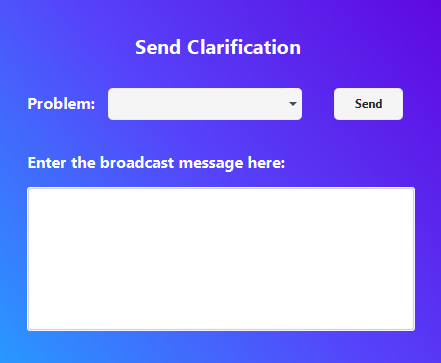 Send Clarification
Problem: Send
Enter the broadcast message here: